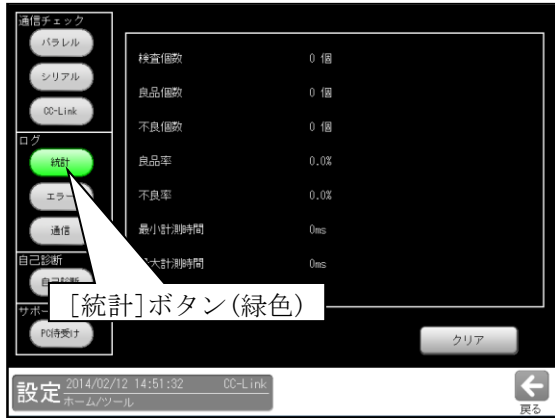 通信チェック
パラレル
シリアル
CC-Link
ログ
統計
エラー
通信
自己診断
自己診断
サポー
PC待受け
検査個数 0 個
良品個数 0 個
不良個数 0 個
良品率 0.0%
不良率 0.0%
最小計測時間 0ms
大計測時間 0ms
[統計]ボタン(緑色)
クリア
設定 2014/02/12 14:51:32 CC-Link
ホーム/ツール
戻る